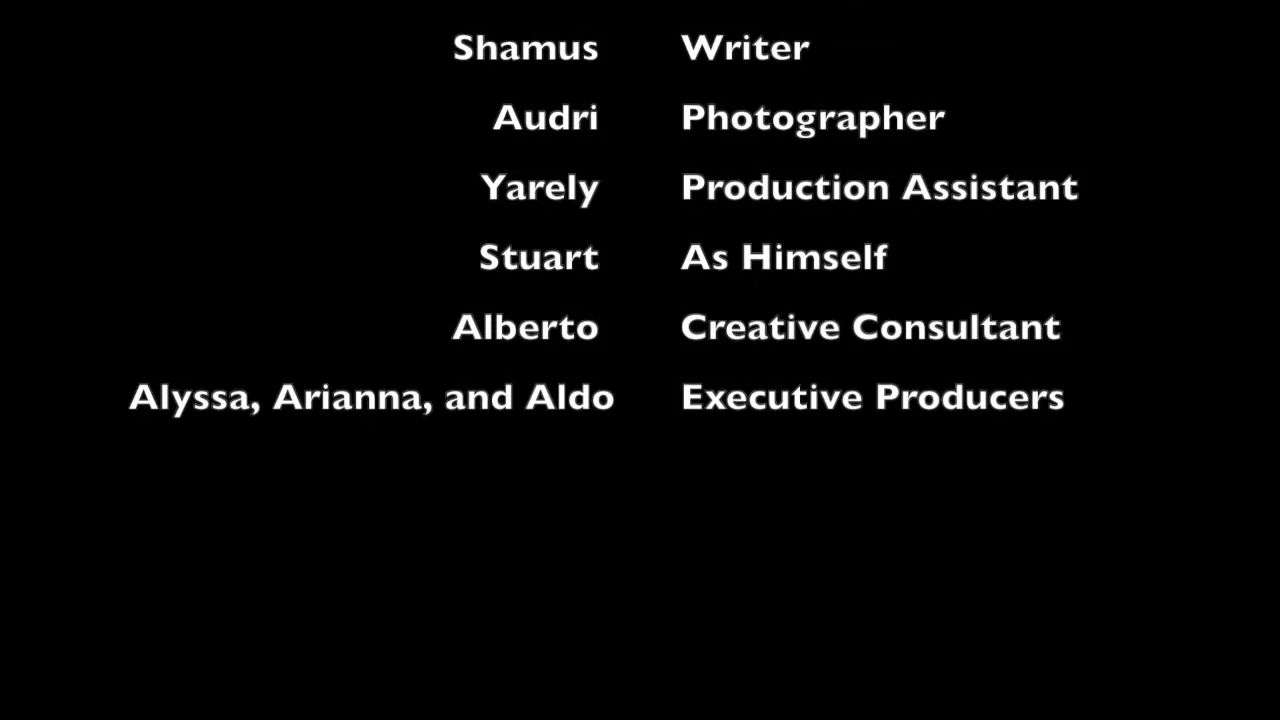 Shamus Writer
Audri Photographer
Yarely Production Assistant
Stuart As Himself
Alberto Creative Consultant
Alyssa, Arianna, and Aldo Executive Producers